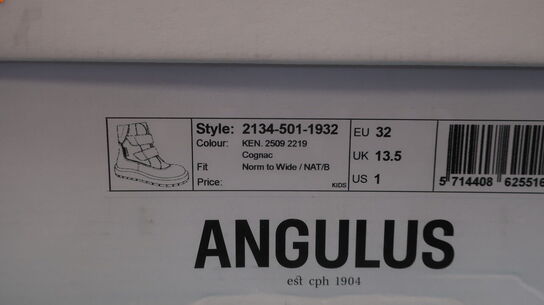 Style: 2134-501-1932
Colour: KEN. 2509 2219
Cognac
Fit Norm to Wide / NAT/B
Price:
KIDS
EU 32
UK 13.5
US 1
5 714408 625516
ANGULUS
est cph 1904